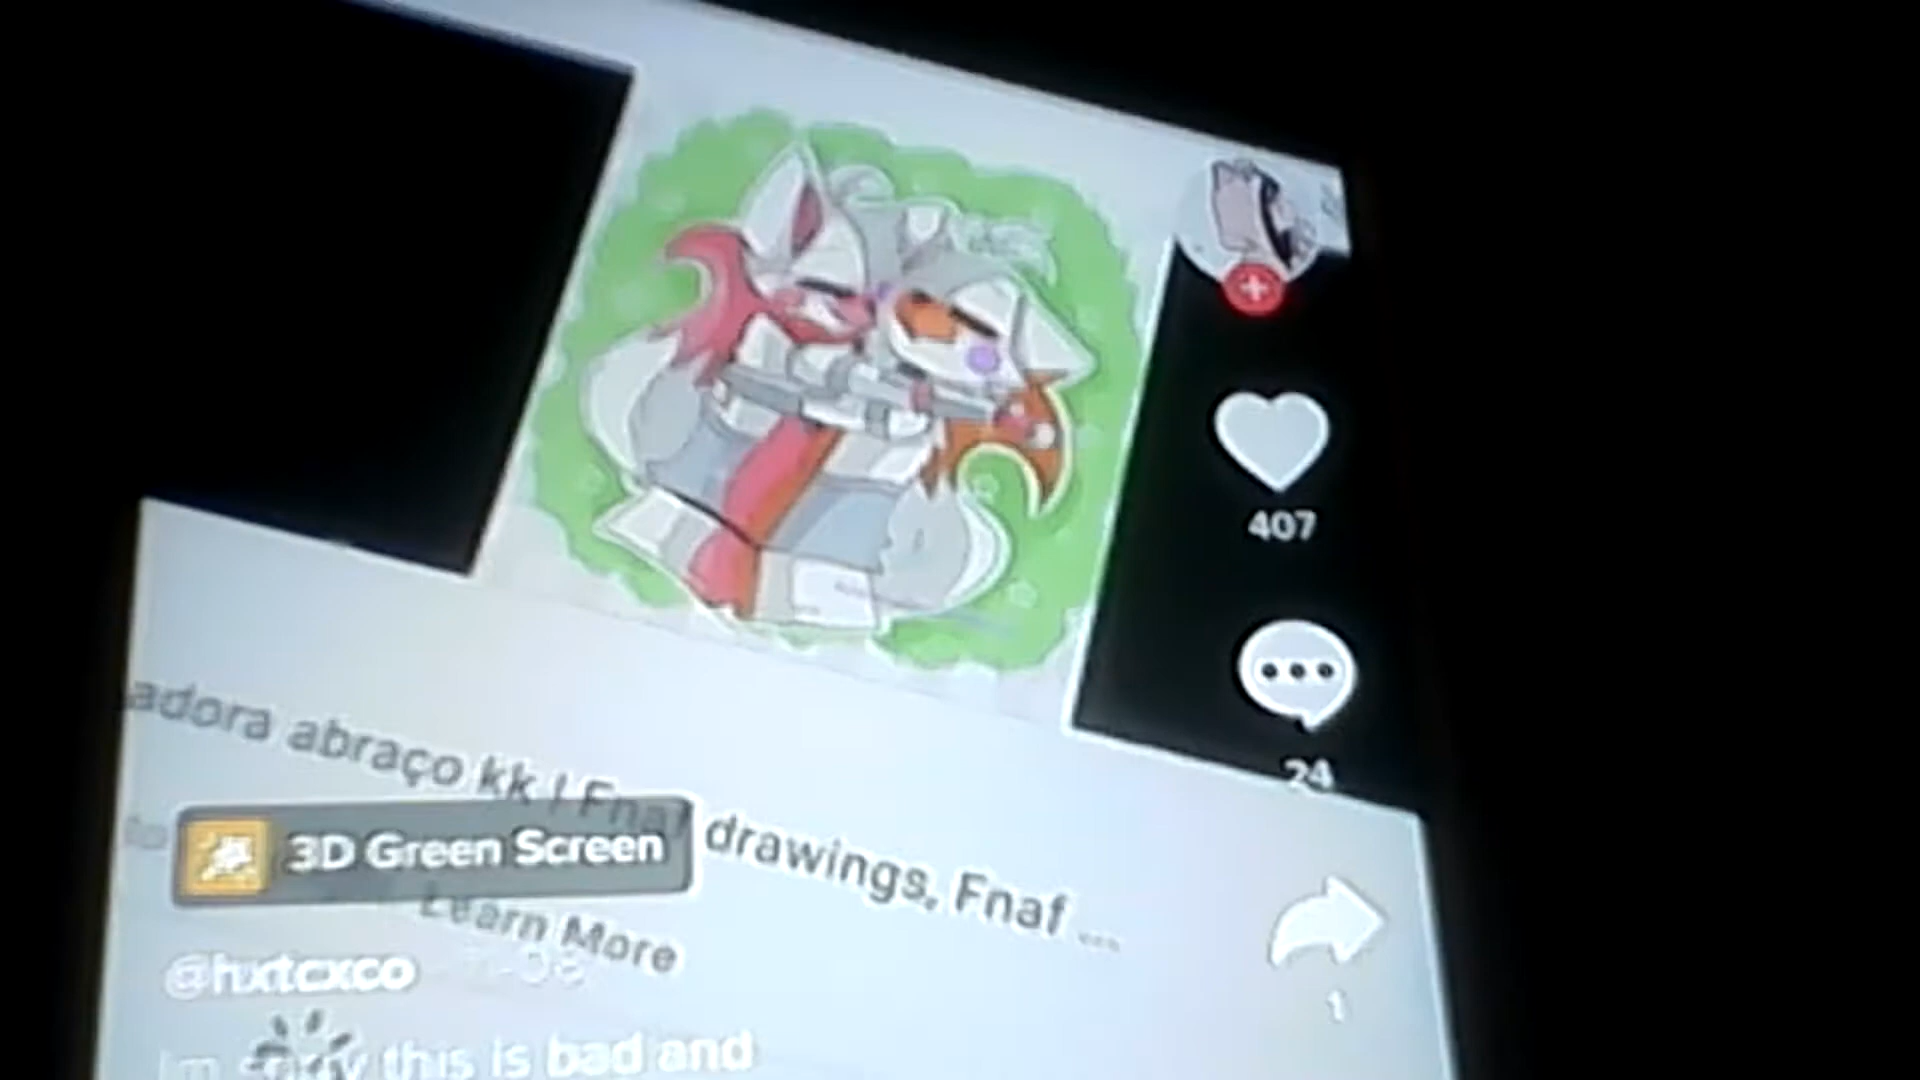 407
24
adora abraço kk / Fnaf drawings, Fnaf ...
3D Green Screen
Learn More
@hxtcxco
1
this is bad and